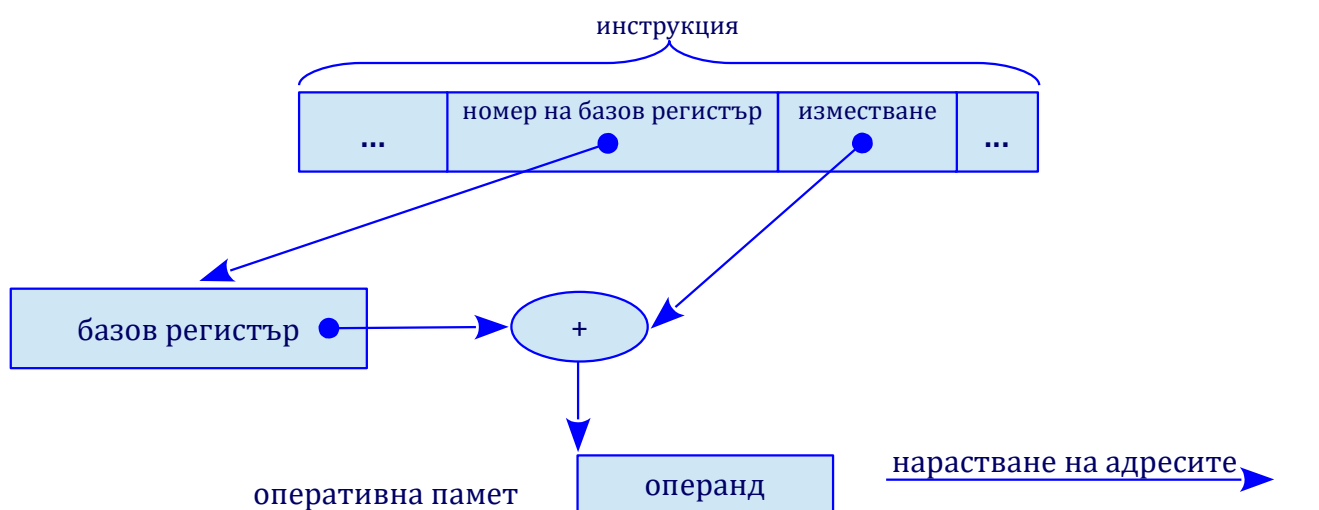 инструкция
номер на базов регистър изместване
... ...
базов регистър +
нарастване на адресите
операнд
оперативна памет